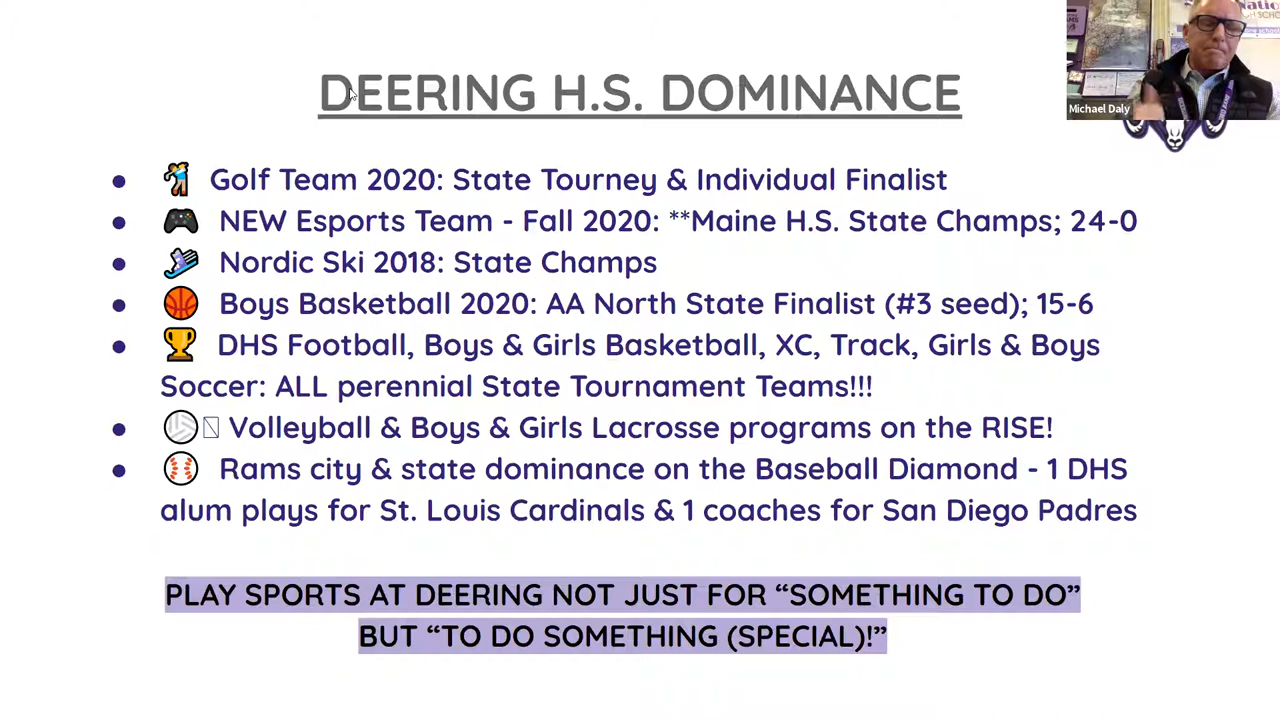 DEERING H.S. DOMINANCE
Michael Daly
Golf Team 2020: State Tourney & Individual Finalist
NEW Esports Team - Fall 2020: **Maine H.S. State Champs; 24-0
Nordic Ski 2018: State Champs
Boys Basketball 2020: AA North State Finalist (#3 seed); 15-6
DHS Football, Boys & Girls Basketball, XC, Track, Girls & Boys
Soccer: ALL perennial State Tournament Teams!!!
Volleyball & Boys & Girls Lacrosse programs on the RISE!
Rams city & state dominance on the Baseball Diamond - 1 DHS
alum plays for St. Louis Cardinals & 1 coaches for San Diego Padres
PLAY SPORTS AT DEERING NOT JUST FOR “SOMETHING TO DO”
BUT “TO DO SOMETHING (SPECIAL)!”